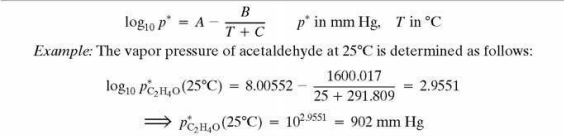 log₁₀ p* = A − B / (T + C)    p* in mm Hg,  T in °C
Example: The vapor pressure of acetaldehyde at 25°C is determined as follows:
log₁₀ p*C₂H₄O(25°C) = 8.00552 − 1600.017 / (25 + 291.809) = 2.9551
⟹ p*C₂H₄O(25°C) = 10^2.9551 = 902 mm Hg